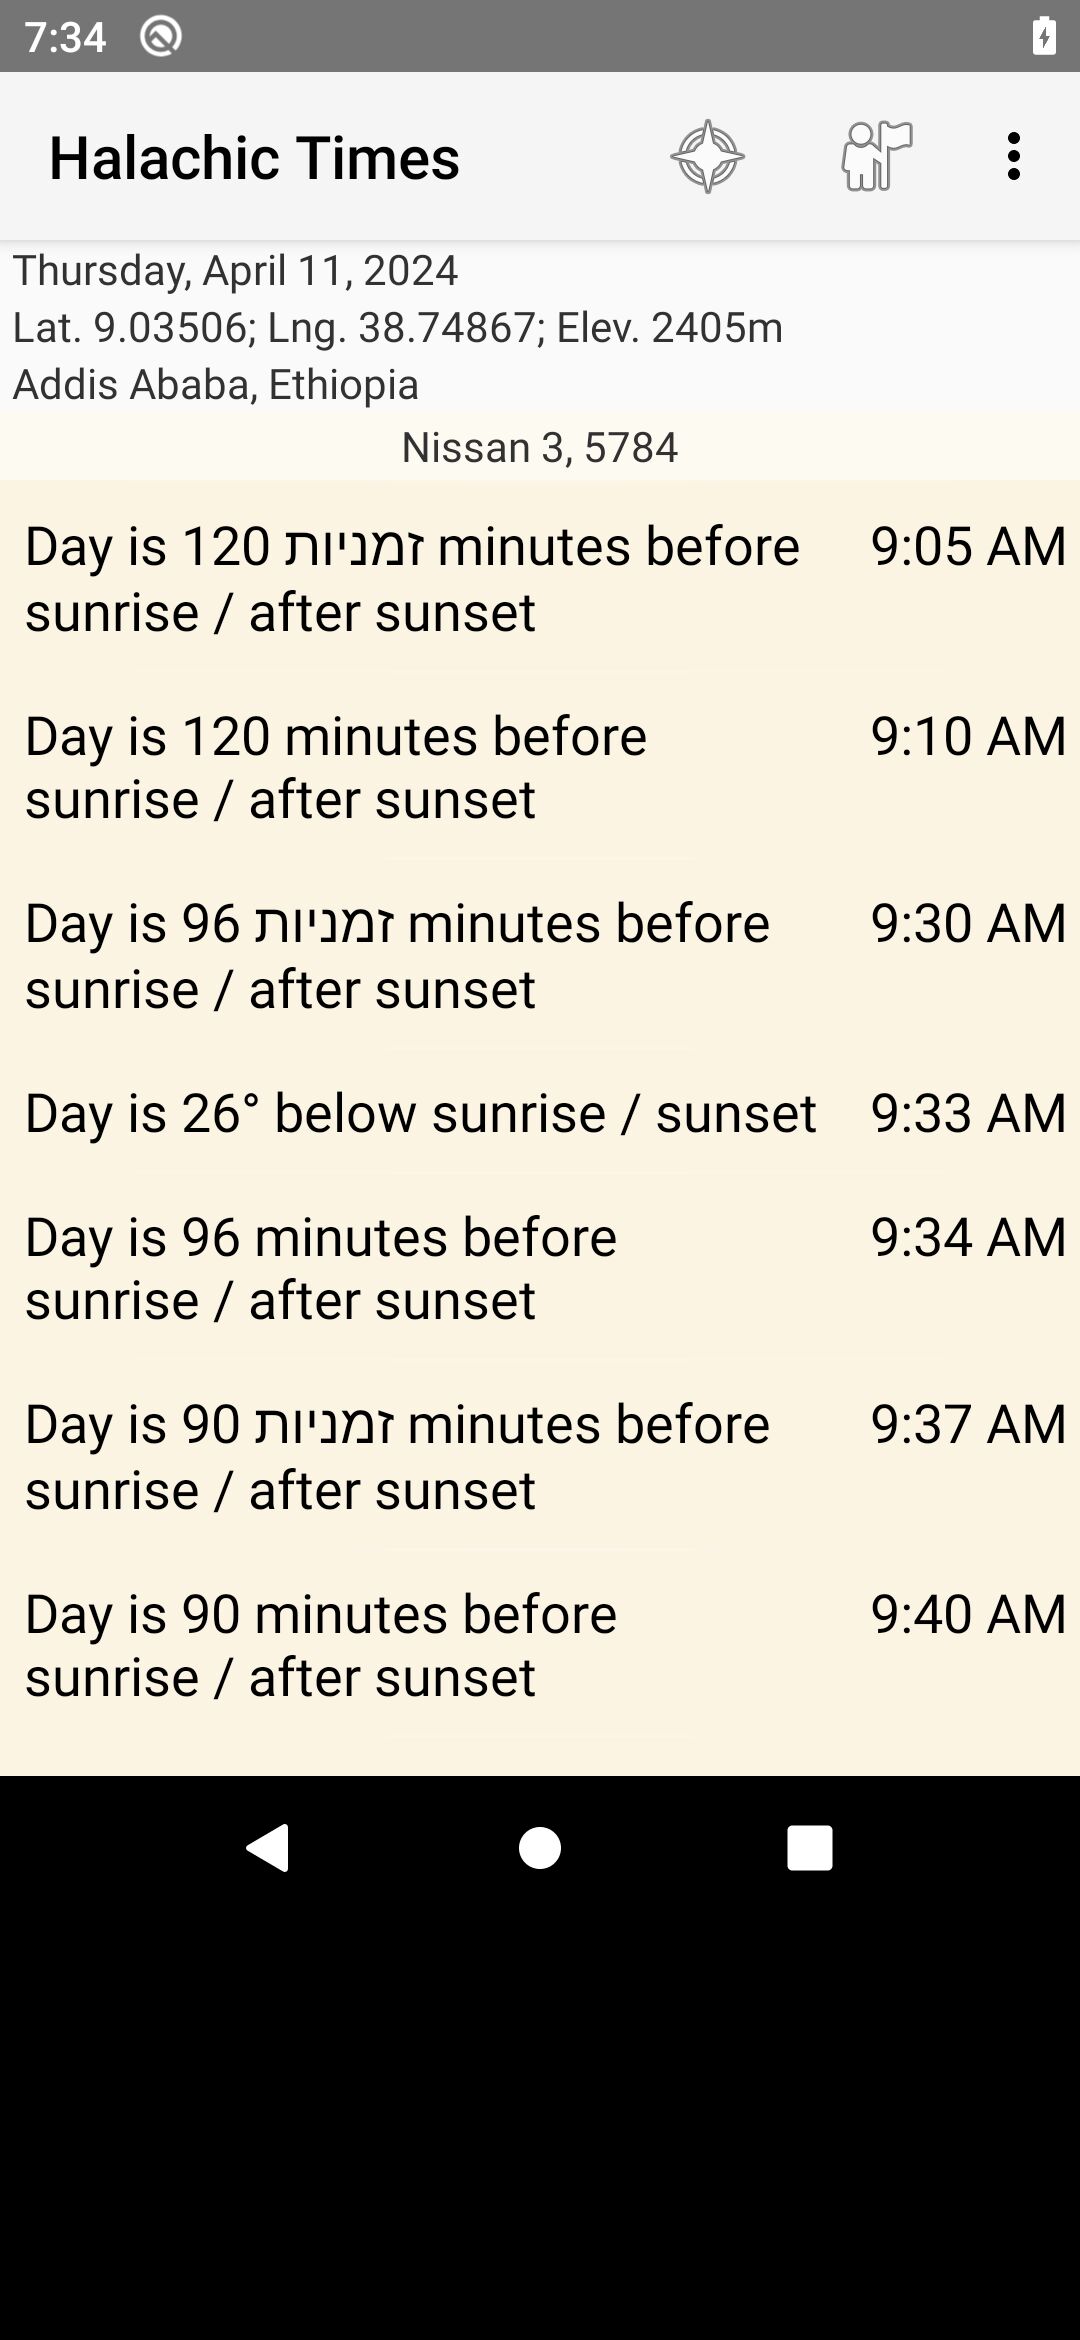 7:34
Halachic Times
Thursday, April 11, 2024
Lat. 9.03506; Lng. 38.74867; Elev. 2405m
Addis Ababa, Ethiopia
Nissan 3, 5784
Day is 120 זמניות minutes before 9:05 AM
sunrise / after sunset
Day is 120 minutes before 9:10 AM
sunrise / after sunset
Day is 96 זמניות minutes before 9:30 AM
sunrise / after sunset
Day is 26° below sunrise / sunset 9:33 AM
Day is 96 minutes before 9:34 AM
sunrise / after sunset
Day is 90 זמניות minutes before 9:37 AM
sunrise / after sunset
Day is 90 minutes before 9:40 AM
sunrise / after sunset